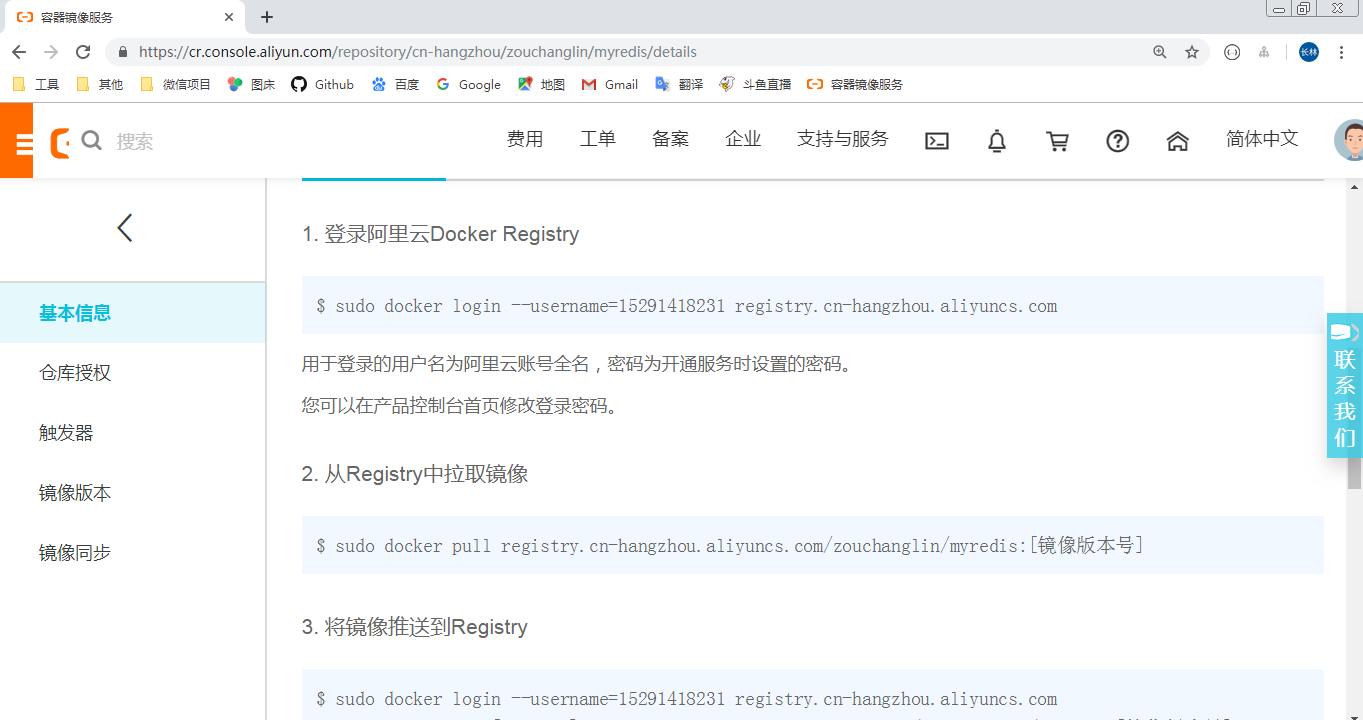 容器镜像服务
https://cr.console.aliyun.com/repository/cn-hangzhou/zouchanglin/myredis/details
长林
工具 其他 微信项目 图床 Github 百度 Google 地图 Gmail 翻译 斗鱼直播 容器镜像服务
搜索 费用 工单 备案 企业 支持与服务 简体中文
基本信息
仓库授权
触发器
镜像版本
镜像同步
1. 登录阿里云Docker Registry
$ sudo docker login --username=15291418231 registry.cn-hangzhou.aliyuncs.com
用于登录的用户名为阿里云账号全名，密码为开通服务时设置的密码。
您可以在产品控制台首页修改登录密码。
2. 从Registry中拉取镜像
$ sudo docker pull registry.cn-hangzhou.aliyuncs.com/zouchanglin/myredis:[镜像版本号]
3. 将镜像推送到Registry
$ sudo docker login --username=15291418231 registry.cn-hangzhou.aliyuncs.com
联系我们